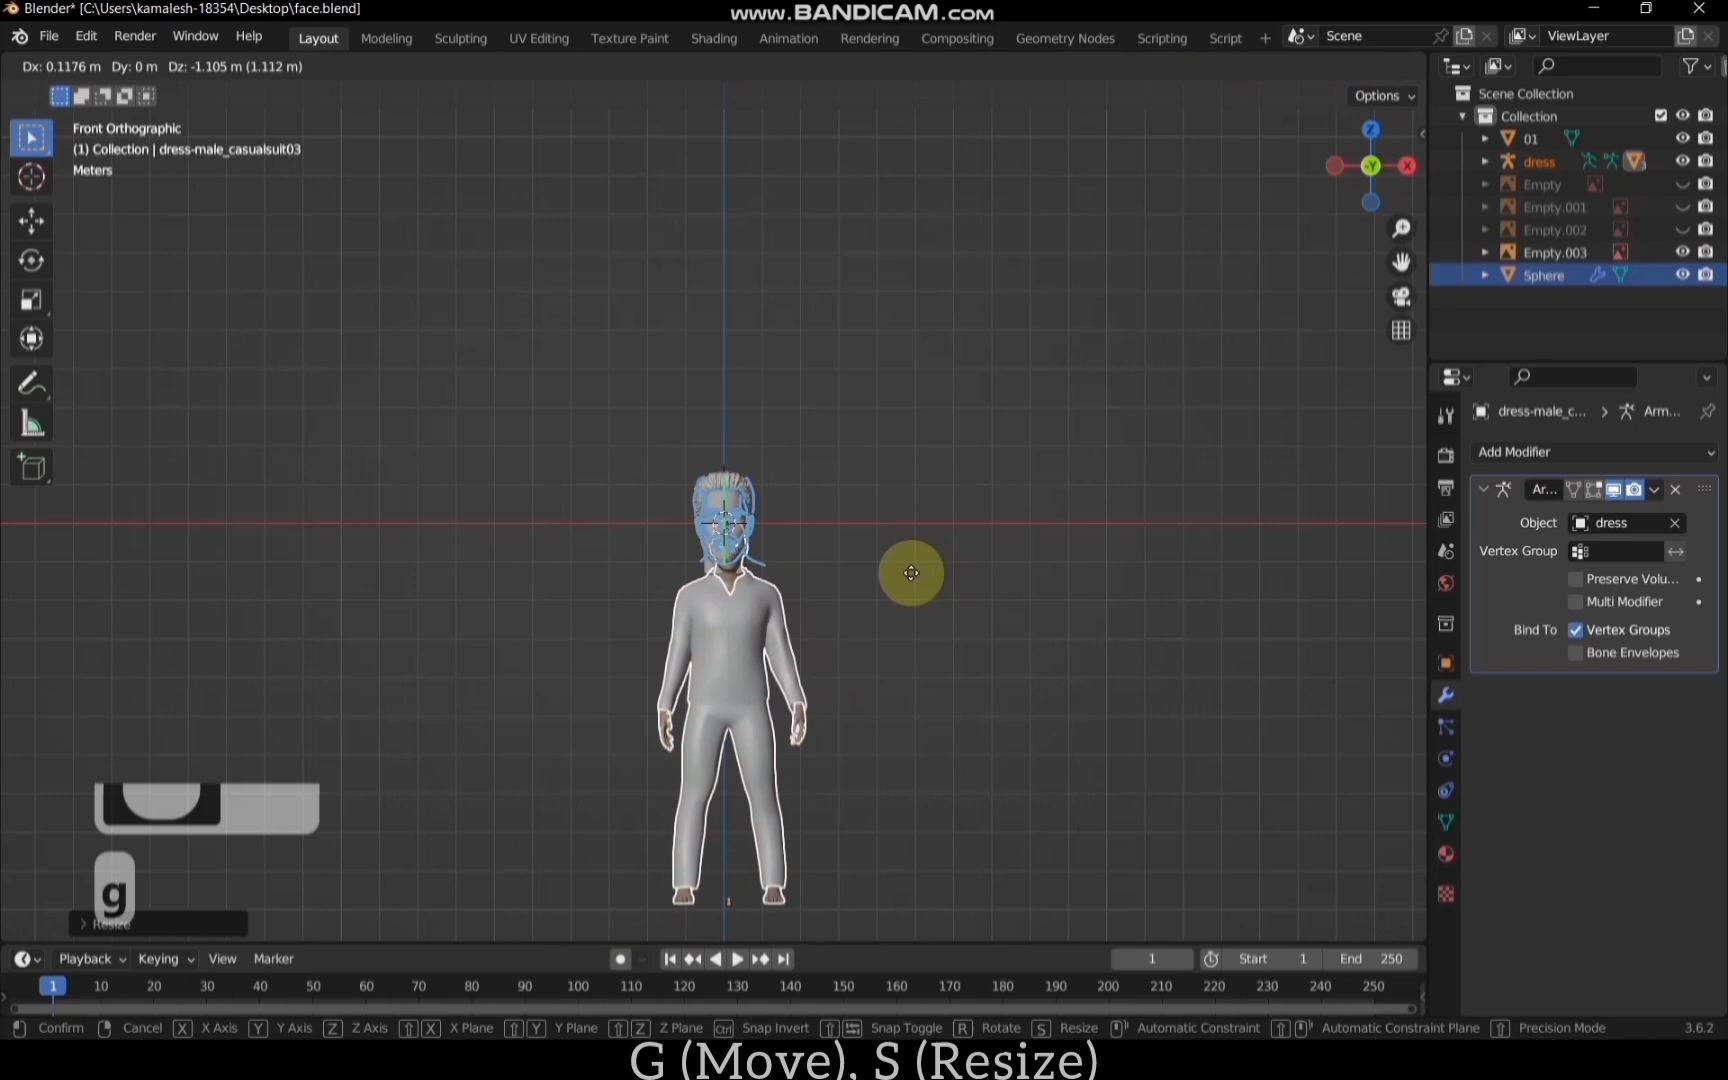 Blender* [C:\Users\kamalesh-18354\Desktop\face.blend]
www.BANDICAM.com
File Edit Render Window Help
Layout Modeling Sculpting UV Editing Texture Paint Shading Animation Rendering Compositing Geometry Nodes Scripting Script +
Scene
ViewLayer
Dx: 0.1176 m Dy: 0 m Dz: -1.105 m (1.112 m)
Options
Front Orthographic
(1) Collection | dress-male_casualsuit03
Meters
Z
-Y
X
Scene Collection
Collection
01
dress
Empty
Empty.001
Empty.002
Empty.003
Sphere
dress-male_c... > Arm...
Add Modifier
Ar...
Object dress
Vertex Group
Preserve Volu...
Multi Modifier
Bind To Vertex Groups
Bone Envelopes
g
Resize
Playback Keying View Marker
1 Start 1 End 250
1 10 20 30 40 50 60 70 80 90 100 110 120 130 140 150 160 170 180 190 200 210 220 230 240 250
Confirm Cancel X X Axis Y Y Axis Z Z Axis X X Plane Y Y Plane Z Z Plane Ctrl Snap Invert Snap Toggle R Rotate S Resize Automatic Constraint Automatic Constraint Plane Precision Mode 3.6.2
G (Move), S (Resize)